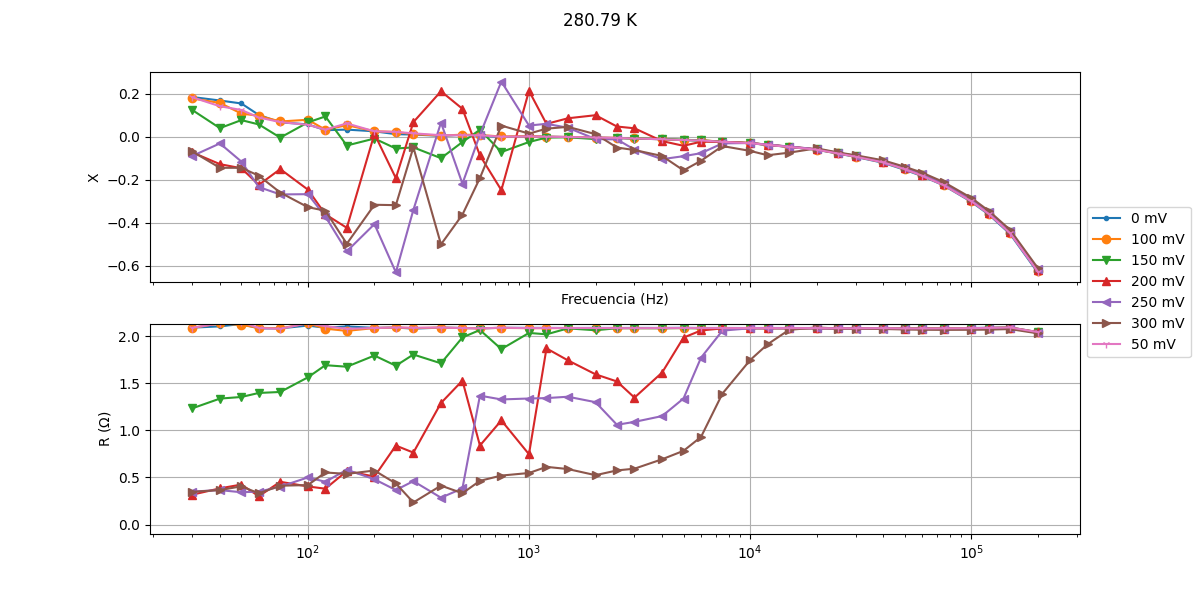 280.79 K
0.2
0.0
−0.2
−0.4
−0.6
X
Frecuencia (Hz)
2.0
1.5
1.0
0.5
0.0
R (Ω)
10²
10³
10⁴
10⁵
0 mV
100 mV
150 mV
200 mV
250 mV
300 mV
50 mV